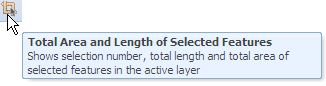 Total Area and Length of Selected Features
Shows selection number, total length and total area of
selected features in the active layer